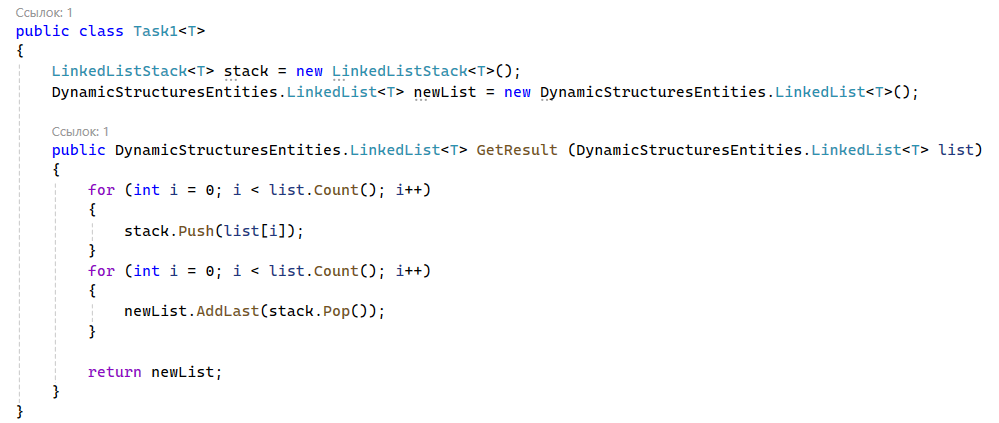 Ссылок: 1
public class Task1<T>
{
LinkedListStack<T> stack = new LinkedListStack<T>();
DynamicStructuresEntities.LinkedList<T> newList = new DynamicStructuresEntities.LinkedList<T>();
Ссылок: 1
public DynamicStructuresEntities.LinkedList<T> GetResult (DynamicStructuresEntities.LinkedList<T> list)
{
for (int i = 0; i < list.Count(); i++)
{
stack.Push(list[i]);
}
for (int i = 0; i < list.Count(); i++)
{
newList.AddLast(stack.Pop());
}
return newList;
}
}